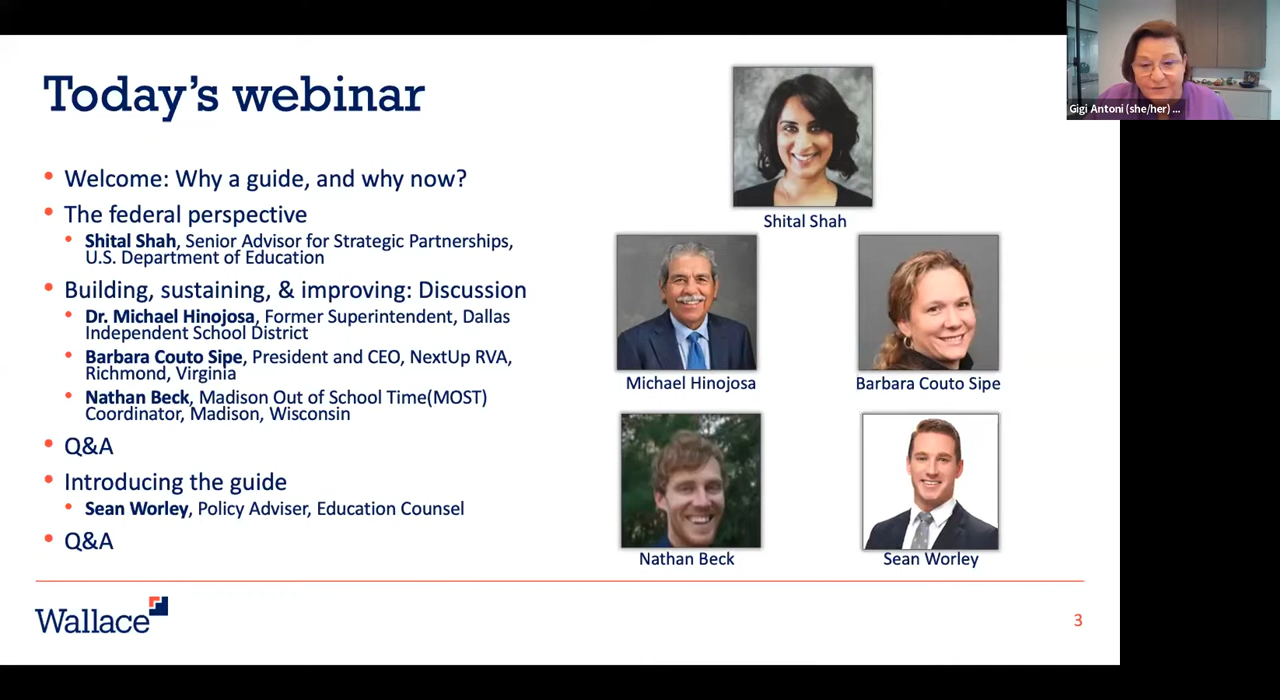 Today's webinar
• Welcome: Why a guide, and why now?
• The federal perspective
• Shital Shah, Senior Advisor for Strategic Partnerships,
U.S. Department of Education
• Building, sustaining, & improving: Discussion
• Dr. Michael Hinojosa, Former Superintendent, Dallas
Independent School District
• Barbara Couto Sipe, President and CEO, NextUp RVA,
Richmond, Virginia
• Nathan Beck, Madison Out of School Time(MOST)
Coordinator, Madison, Wisconsin
• Q&A
• Introducing the guide
• Sean Worley, Policy Adviser, Education Counsel
• Q&A
Shital Shah
Michael Hinojosa
Barbara Couto Sipe
Nathan Beck
Sean Worley
Gigi Antoni (she/her) ...
Wallace
3